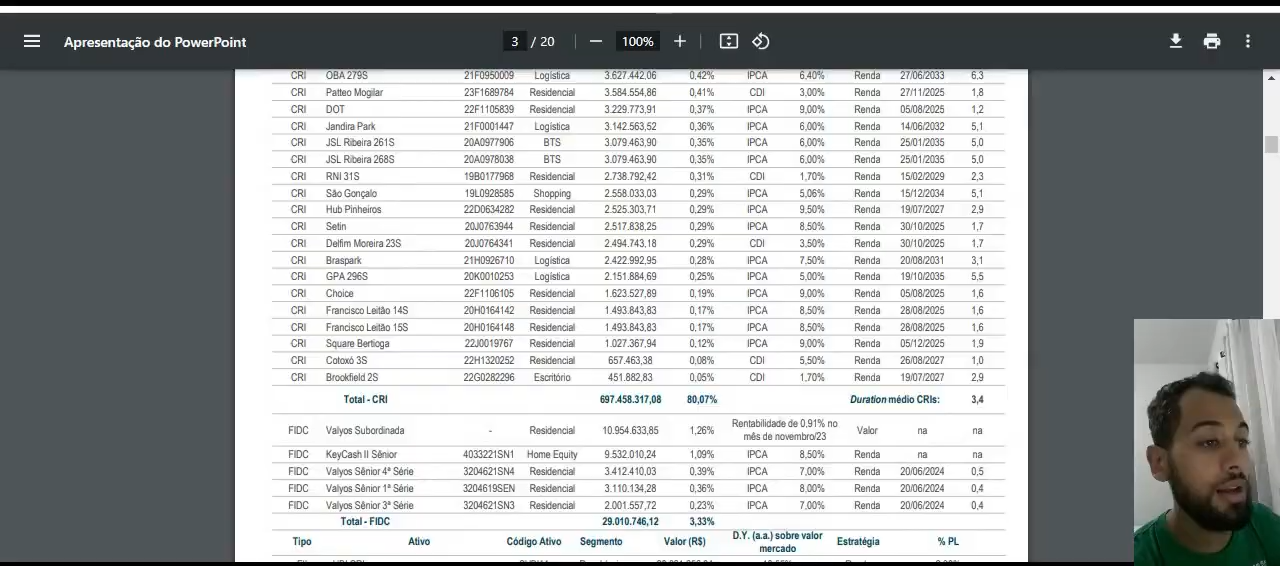 Apresentação do PowerPoint 3 / 20 100%
CRI OBA 279S 21F0950009 Logística 3.627.442,06 0,42% IPCA 6,40% Renda 27/06/2033 6,3
CRI Patteo Mogilar 23F1689784 Residencial 3.584.554,86 0,41% CDI 3,00% Renda 27/11/2025 1,8
CRI DOT 22F1105839 Residencial 3.229.773,91 0,37% IPCA 9,00% Renda 05/08/2025 1,2
CRI Jandira Park 21F0001447 Logística 3.142.563,52 0,36% IPCA 6,00% Renda 14/06/2032 5,1
CRI JSL Ribeira 261S 20A0977906 BTS 3.079.463,90 0,35% IPCA 6,00% Renda 25/01/2035 5,0
CRI JSL Ribeira 268S 20A0978038 BTS 3.079.463,90 0,35% IPCA 6,00% Renda 25/01/2035 5,0
CRI RNI 31S 19B0177968 Residencial 2.738.792,42 0,31% CDI 1,70% Renda 15/02/2029 2,3
CRI São Gonçalo 19L0928585 Shopping 2.558.033,03 0,29% IPCA 5,06% Renda 15/12/2034 5,1
CRI Hub Pinheiros 22D0634282 Residencial 2.525.303,71 0,29% IPCA 9,50% Renda 19/07/2027 2,9
CRI Setin 20J0763944 Residencial 2.517.838,25 0,29% IPCA 8,50% Renda 30/10/2025 1,7
CRI Delfim Moreira 23S 20J0764341 Residencial 2.494.743,18 0,29% CDI 3,50% Renda 30/10/2025 1,7
CRI Braspark 21H0926710 Logística 2.422.992,95 0,28% IPCA 7,50% Renda 20/08/2031 3,1
CRI GPA 296S 20K0010253 Logística 2.151.884,69 0,25% IPCA 5,00% Renda 19/10/2035 5,5
CRI Choice 22F1106105 Residencial 1.623.527,89 0,19% IPCA 9,00% Renda 05/08/2025 1,6
CRI Francisco Leitão 14S 20H0164142 Residencial 1.493.843,83 0,17% IPCA 8,50% Renda 28/08/2025 1,6
CRI Francisco Leitão 15S 20H0164148 Residencial 1.493.843,83 0,17% IPCA 8,50% Renda 28/08/2025 1,6
CRI Square Bertioga 22J0019767 Residencial 1.027.367,94 0,12% IPCA 9,00% Renda 05/12/2025 1,9
CRI Cotoxó 3S 22H1320252 Residencial 657.463,38 0,08% CDI 5,50% Renda 26/08/2027 1,0
CRI Brookfield 2S 22G0282296 Escritório 451.882,83 0,05% CDI 1,70% Renda 19/07/2027 2,9
Total - CRI 697.458.317,08 80,07% Duration médio CRIs: 3,4
FIDC Valyos Subordinada - Residencial 10.954.633,85 1,26% Rentabilidade de 0,91% no mês de novembro/23 Valor na na
FIDC KeyCash II Sênior 4033221SN1 Home Equity 9.532.010,24 1,09% IPCA 8,50% Renda na na
FIDC Valyos Sênior 4ª Série 3204621SN4 Residencial 3.412.410,03 0,39% IPCA 7,00% Renda 20/06/2024 0,5
FIDC Valyos Sênior 1ª Série 3204619SEN Residencial 3.110.134,28 0,36% IPCA 8,00% Renda 20/06/2024 0,4
FIDC Valyos Sênior 3ª Série 3204621SN3 Residencial 2.001.557,72 0,23% IPCA 7,00% Renda 20/06/2024 0,4
Total - FIDC 29.010.746,12 3,33%
Tipo Ativo Código Ativo Segmento Valor (R$) D.Y. (a.a.) sobre valor mercado Estratégia % PL